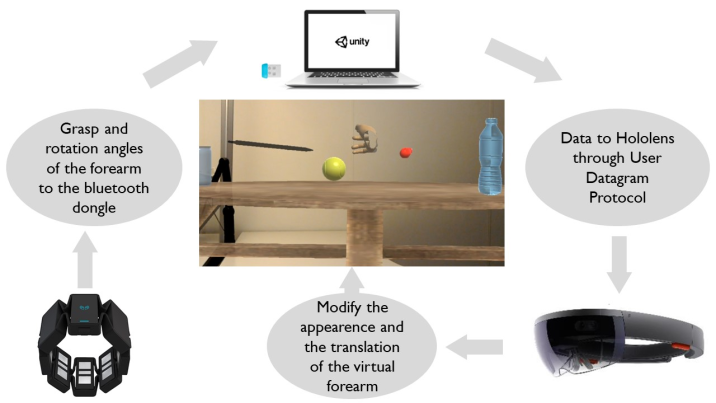 unity
Grasp and
rotation angles
of the forearm
to the bluetooth
dongle
Data to Hololens
through User
Datagram
Protocol
Modify the
appearence and
the translation
of the virtual
forearm